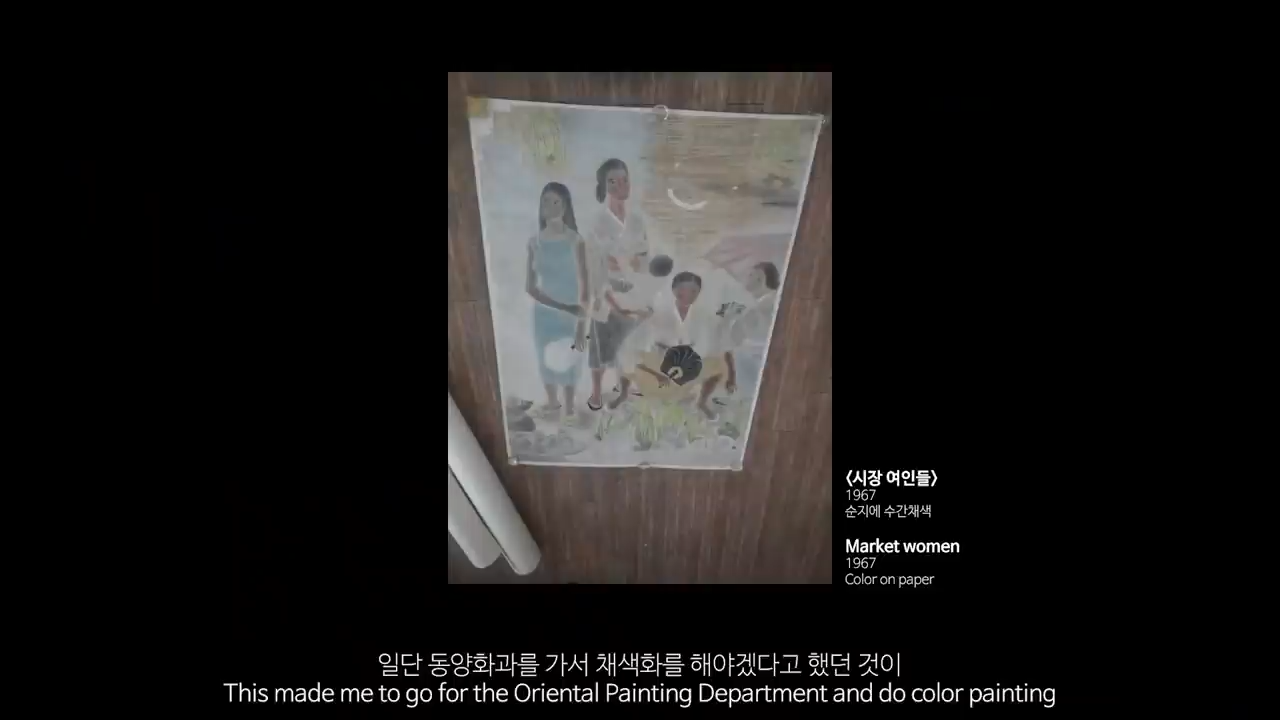 〈시장 여인들〉
1967
순지에 수간채색
Market women
1967
Color on paper
일단 동양화과를 가서 채색화를 해야겠다고 했던 것이
This made me to go for the Oriental Painting Department and do color painting